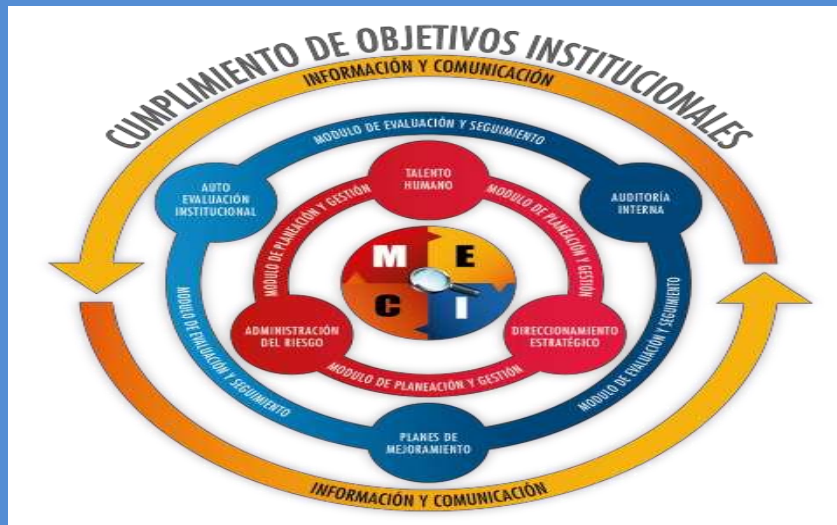 CUMPLIMIENTO DE OBJETIVOS INSTITUCIONALES
INFORMACIÓN Y COMUNICACIÓN
MODULO DE EVALUACIÓN Y SEGUIMIENTO
AUTO
EVALUACIÓN
INSTITUCIONAL
TALENTO
HUMANO
AUDITORÍA
INTERNA
MODULO DE PLANEACIÓN Y GESTIÓN
MODULO DE PLANEACIÓN Y GESTIÓN
M E
C I
ADMINISTRACIÓN
DEL RIESGO
DIRECCIONAMIENTO
ESTRATÉGICO
MODULO DE PLANEACIÓN Y GESTIÓN
MODULO DE EVALUACIÓN Y SEGUIMIENTO
MODULO DE EVALUACIÓN Y SEGUIMIENTO
PLANES DE
MEJORAMIENTO
INFORMACIÓN Y COMUNICACIÓN